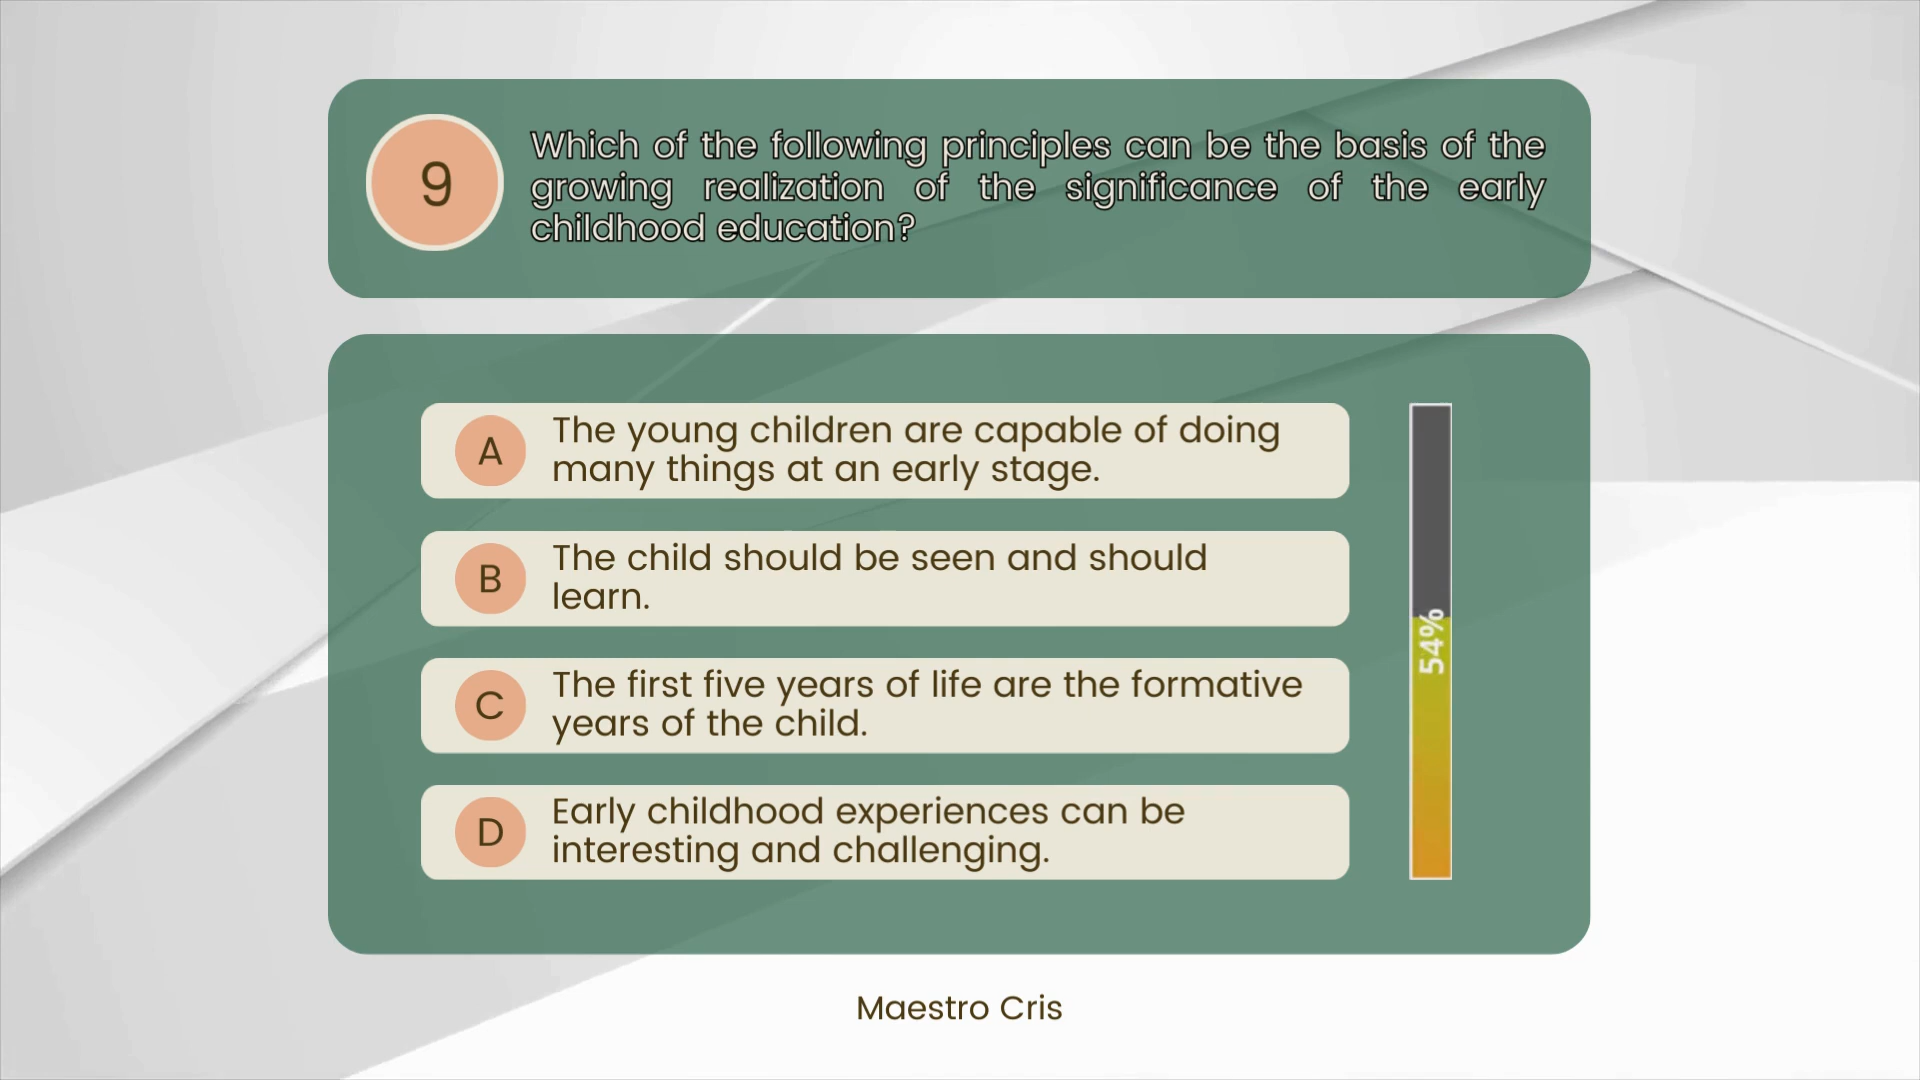 9
Which of the following principles can be the basis of the
growing realization of the significance of the early
childhood education?
A
The young children are capable of doing
many things at an early stage.
B
The child should be seen and should
learn.
C
The first five years of life are the formative
years of the child.
D
Early childhood experiences can be
interesting and challenging.
54%
Maestro Cris